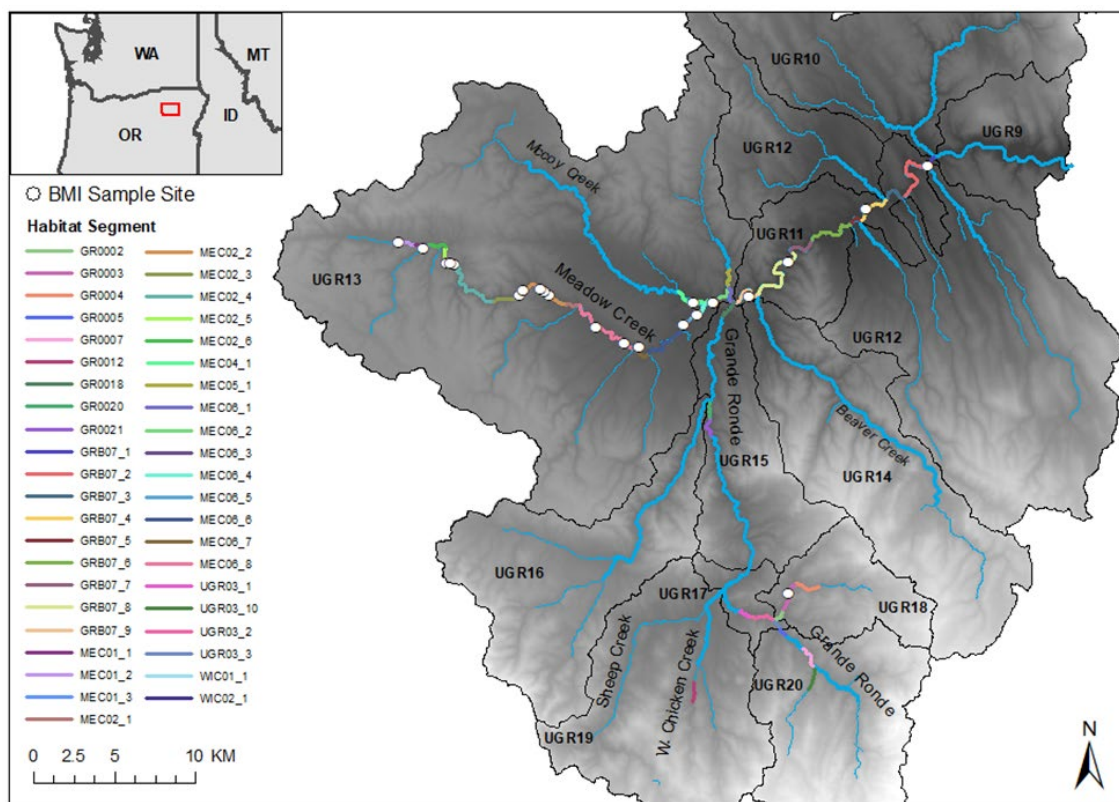 WA
MT
OR
ID
BMI Sample Site
Habitat Segment
GR0002
GR0003
GR0004
GR0005
GR0007
GR0012
GR0018
GR0020
GR0021
GRB07_1
GRB07_2
GRB07_3
GRB07_4
GRB07_5
GRB07_6
GRB07_7
GRB07_8
GRB07_9
MEC01_1
MEC01_2
MEC01_3
MEC02_1
MEC02_2
MEC02_3
MEC02_4
MEC02_5
MEC02_6
MEC04_1
MEC05_1
MEC06_1
MEC06_2
MEC06_3
MEC06_4
MEC06_5
MEC06_6
MEC06_7
MEC06_8
UGR03_1
UGR03_10
UGR03_2
UGR03_3
WIC01_1
WIC02_1
0 2.5 5 10 KM
UGR10
UGR9
UGR12
Mccoy Creek
UGR11
UGR13
Meadow Creek
UGR12
Grande Ronde
Beaver Creek
UGR15
UGR14
UGR16
UGR17
UGR18
Sheep Creek
W. Chicken Creek
Grande Ronde
UGR20
UGR19
N